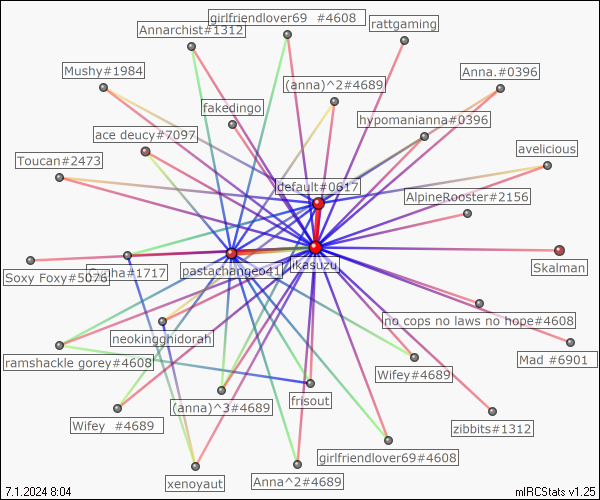 girlfriendlover69 #4608
Annarchist#1312
rattgaming
Mushy#1984
(anna)^2#4689
Anna.#0396
fakedingo
hypomanianna#0396
ace deucy#7097
avelicious
Toucan#2473
default#0617
AlpineRooster#2156
likasuzu
Skalman
Soxy Foxy#5076
#1717
pastachangeo41
no cops no laws no hope#4608
neokingghidorah
ramshackle gorey#4608
Mad #6901
Wifey#4689
(anna)^3#4689
frisout
Wifey #4689
zibbits#1312
girlfriendlover69#4608
xenoyaut
Anna^2#4689
7.1.2024 8:04
mIRCStats v1.25